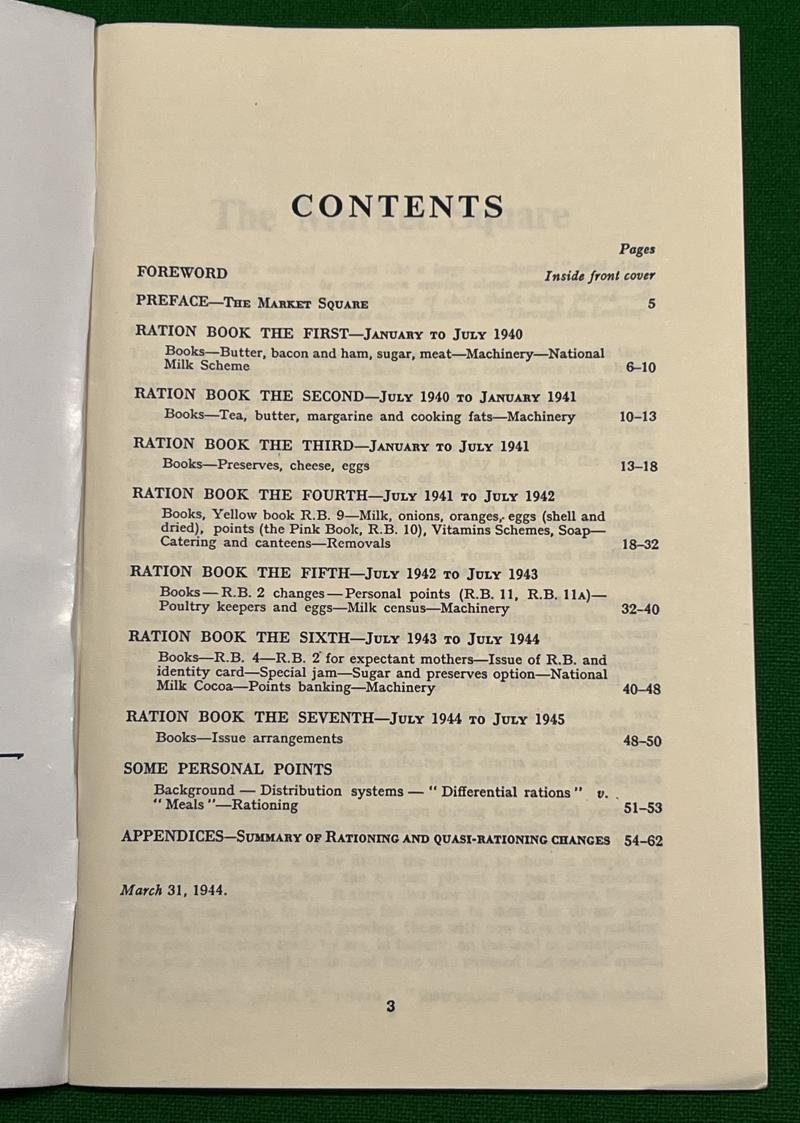 CONTENTS
Pages
FOREWORD Inside front cover
PREFACE—The Market Square 5
RATION BOOK THE FIRST—January to July 1940
Books—Butter, bacon and ham, sugar, meat—Machinery—National
Milk Scheme 6–10
RATION BOOK THE SECOND—July 1940 to January 1941
Books—Tea, butter, margarine and cooking fats—Machinery 10–13
RATION BOOK THE THIRD—January to July 1941
Books—Preserves, cheese, eggs 13–18
RATION BOOK THE FOURTH—July 1941 to July 1942
Books, Yellow book R.B. 9—Milk, onions, oranges, eggs (shell and
dried), points (the Pink Book, R.B. 10), Vitamins Schemes, Soap—
Catering and canteens—Removals 18–32
RATION BOOK THE FIFTH—July 1942 to July 1943
Books—R.B. 2 changes—Personal points (R.B. 11, R.B. 11A)—
Poultry keepers and eggs—Milk census—Machinery 32–40
RATION BOOK THE SIXTH—July 1943 to July 1944
Books—R.B. 4—R.B. 2 for expectant mothers—Issue of R.B. and
identity card—Special jam—Sugar and preserves option—National
Milk Cocoa—Points banking—Machinery 40–48
RATION BOOK THE SEVENTH—July 1944 to July 1945
Books—Issue arrangements 48–50
SOME PERSONAL POINTS
Background — Distribution systems — " Differential rations " v.
" Meals "—Rationing 51–53
APPENDICES—Summary of Rationing and quasi-rationing changes 54–62
March 31, 1944.
3